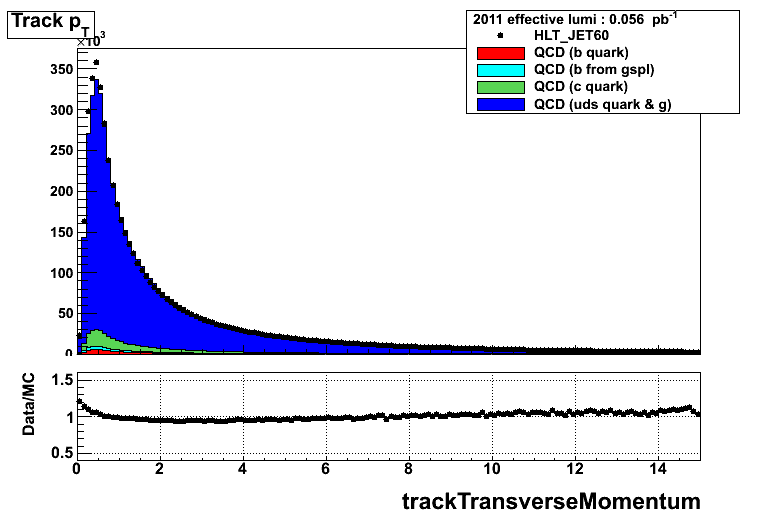 Track p_T
×10³
2011 effective lumi : 0.056 pb⁻¹
HLT_JET60
QCD (b quark)
QCD (b from gspl)
QCD (c quark)
QCD (uds quark & g)
350
300
250
200
150
100
50
0
Data/MC
1.5
1
0.5
0 2 4 6 8 10 12 14
trackTransverseMomentum